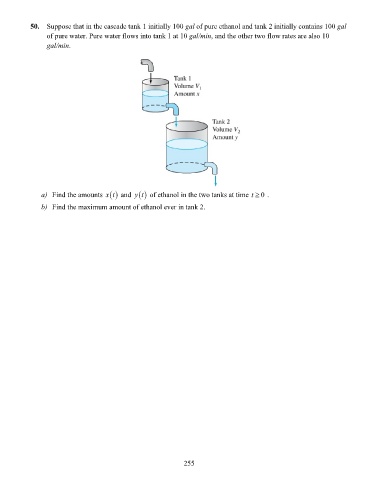 50. Suppose that in the cascade tank 1 initially 100 gal of pure ethanol and tank 2 initially contains 100 gal
of pure water. Pure water flows into tank 1 at 10 gal/min, and the other two flow rates are also 10
gal/min.
Tank 1
Volume V₁
Amount x
Tank 2
Volume V₂
Amount y
a) Find the amounts x(t) and y(t) of ethanol in the two tanks at time t ≥ 0 .
b) Find the maximum amount of ethanol ever in tank 2.
255